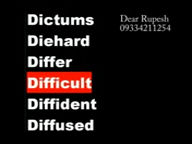 Dictums
Diehard
Differ
Difficult
Diffident
Diffused
Dear Rupesh
09334211254